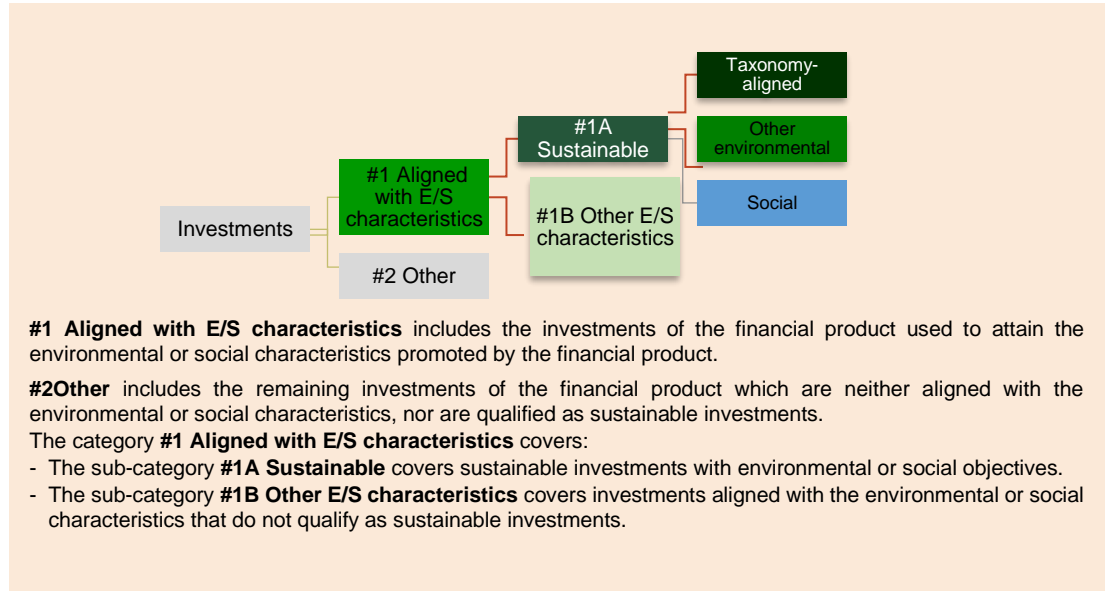 Taxonomy-
aligned
#1A
Sustainable
Other
environmental
#1 Aligned
with E/S
characteristics
#1B Other E/S
characteristics
Social
Investments
#2 Other
#1 Aligned with E/S characteristics includes the investments of the financial product used to attain the
environmental or social characteristics promoted by the financial product.
#2Other includes the remaining investments of the financial product which are neither aligned with the
environmental or social characteristics, nor are qualified as sustainable investments.
The category #1 Aligned with E/S characteristics covers:
- The sub-category #1A Sustainable covers sustainable investments with environmental or social objectives.
- The sub-category #1B Other E/S characteristics covers investments aligned with the environmental or social
characteristics that do not qualify as sustainable investments.